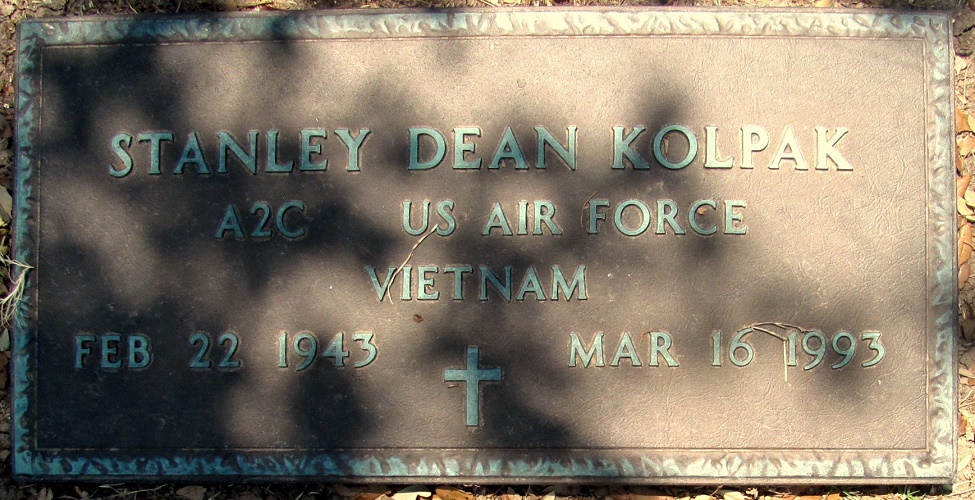 STANLEY DEAN KOLPAK
A2C US AIR FORCE
VIETNAM
FEB 22 1943 MAR 16 1993